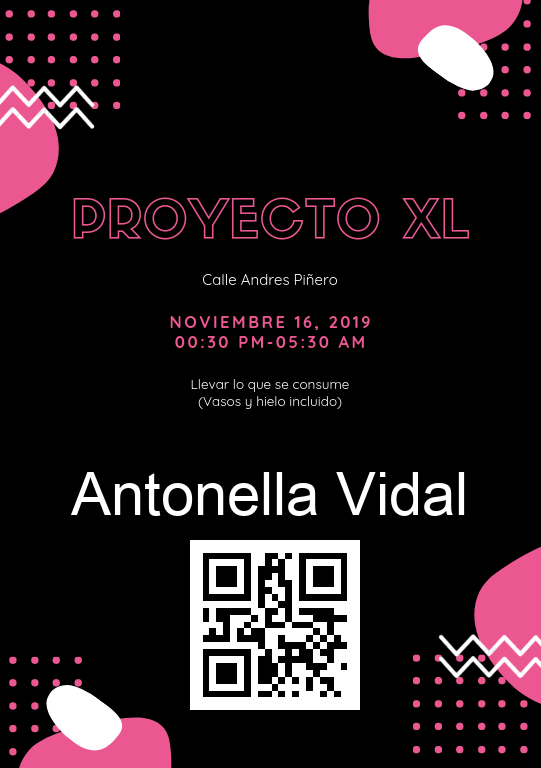 PROYECTO XL
Calle Andres Piñero
NOVIEMBRE 16, 2019
00:30 PM-05:30 AM
Llevar lo que se consume
(Vasos y hielo incluido)
Antonella Vidal